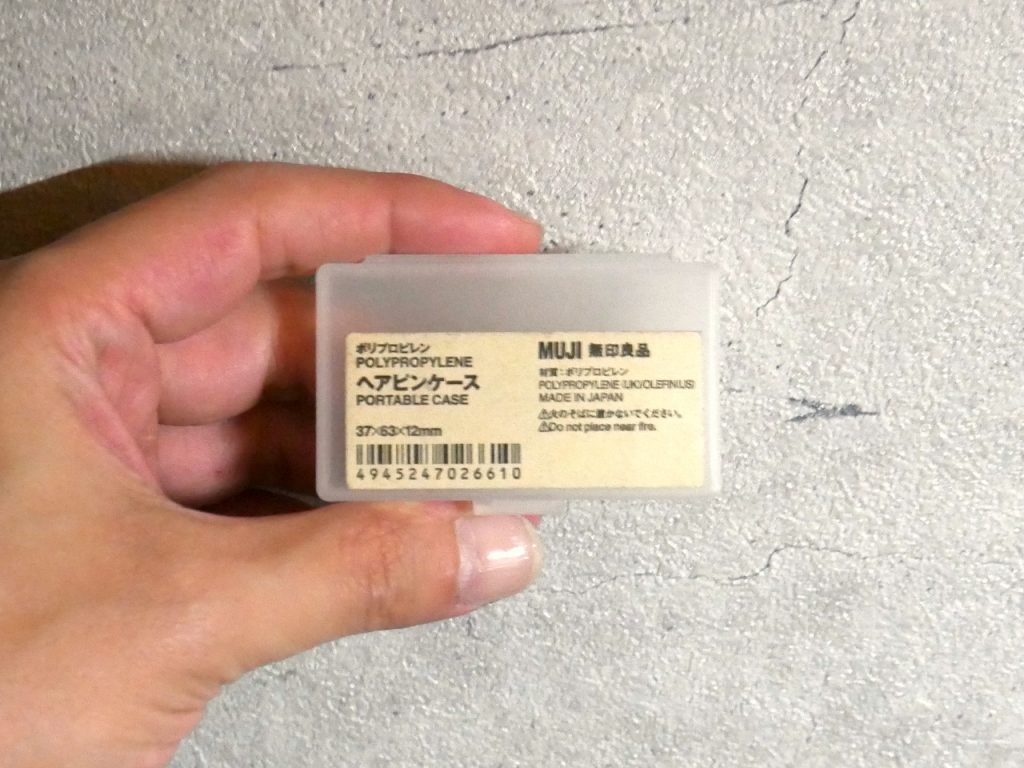 ポリプロピレン
POLYPROPYLENE
ヘアピンケース
PORTABLE CASE
37×63×12mm
4945247026610
MUJI 無印良品
材質：ポリプロピレン
POLYPROPYLENE (UK)/OLEFIN(US)
MADE IN JAPAN
⚠火のそばに置かないでください。
⚠Do not place near fire.